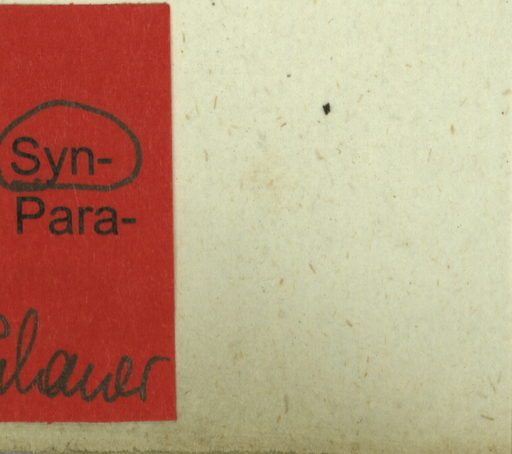 Syn-
Para-